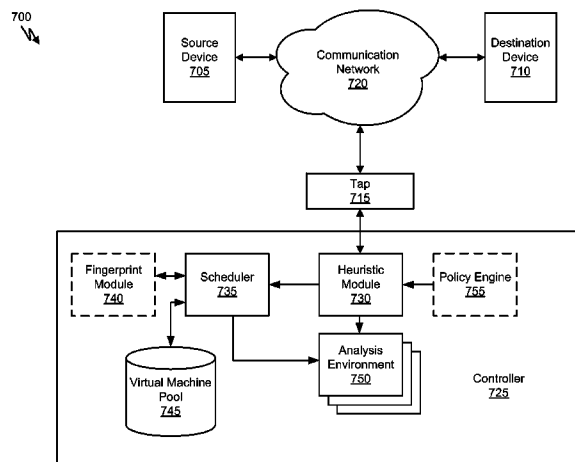 700
Source
Device
705
Communication
Network
720
Destination
Device
710
Tap
715
Fingerprint
Module
740
Scheduler
735
Heuristic
Module
730
Policy Engine
755
Virtual Machine
Pool
745
Analysis
Environment
750
Controller
725